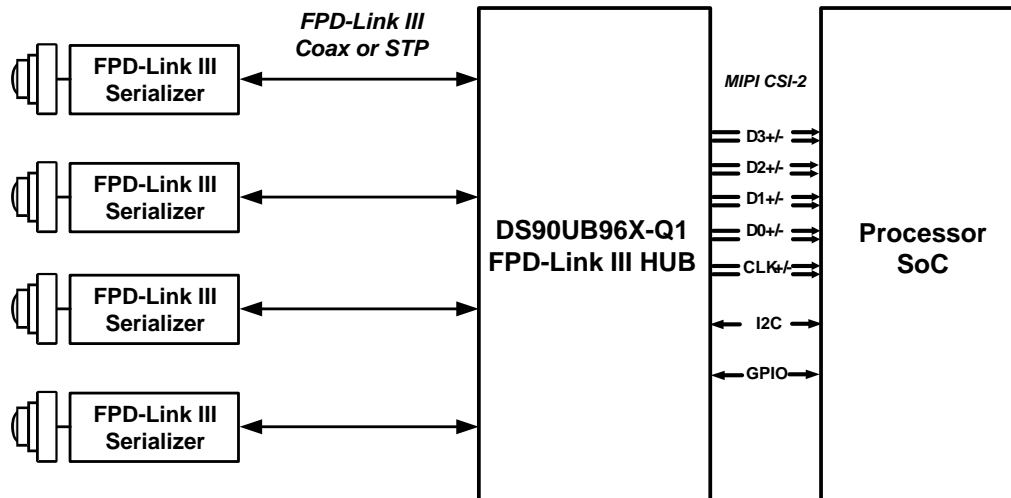 FPD-Link III
Coax or STP
FPD-Link III
Serializer
FPD-Link III
Serializer
FPD-Link III
Serializer
FPD-Link III
Serializer
DS90UB96X-Q1
FPD-Link III HUB
MIPI CSI-2
D3+/-
D2+/-
D1+/-
D0+/-
CLK+/-
I2C
GPIO
Processor
SoC